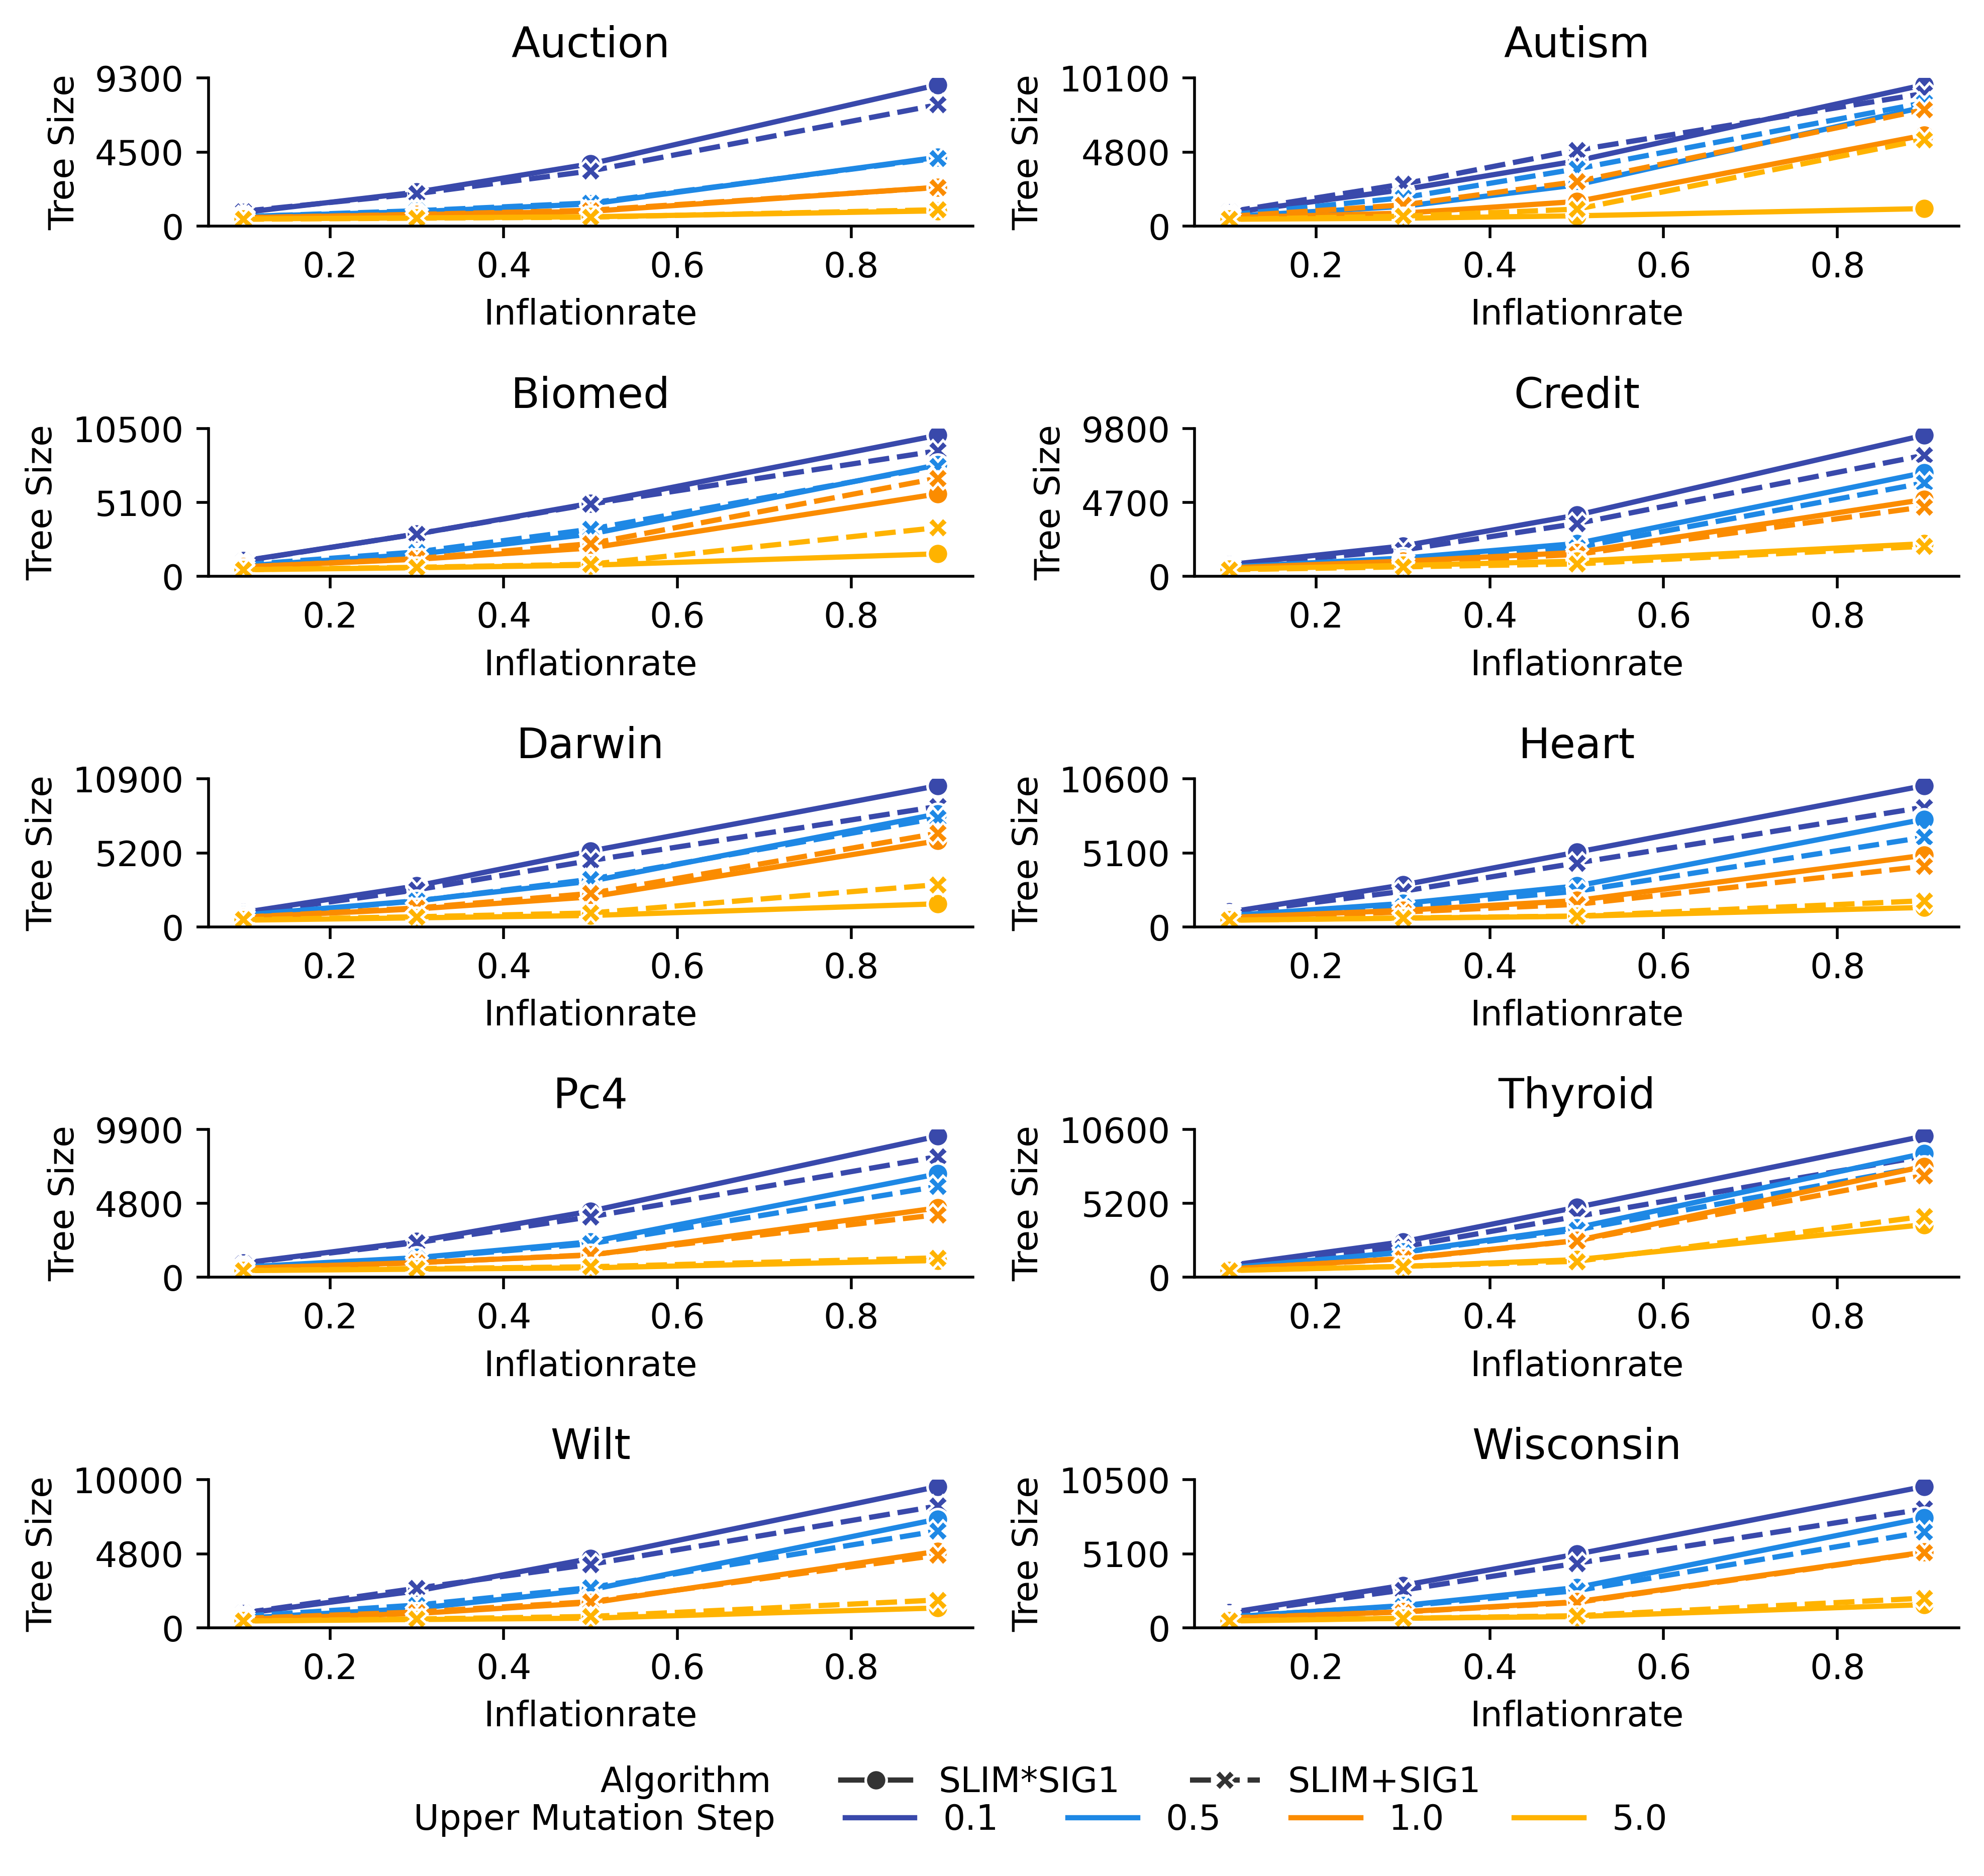 Auction
Tree Size
9300
4500
0
0.2 0.4 0.6 0.8
Inflationrate
Autism
Tree Size
10100
4800
0
0.2 0.4 0.6 0.8
Inflationrate
Biomed
Tree Size
10500
5100
0
0.2 0.4 0.6 0.8
Inflationrate
Credit
Tree Size
9800
4700
0
0.2 0.4 0.6 0.8
Inflationrate
Darwin
Tree Size
10900
5200
0
0.2 0.4 0.6 0.8
Inflationrate
Heart
Tree Size
10600
5100
0
0.2 0.4 0.6 0.8
Inflationrate
Pc4
Tree Size
9900
4800
0
0.2 0.4 0.6 0.8
Inflationrate
Thyroid
Tree Size
10600
5200
0
0.2 0.4 0.6 0.8
Inflationrate
Wilt
Tree Size
10000
4800
0
0.2 0.4 0.6 0.8
Inflationrate
Wisconsin
Tree Size
10500
5100
0
0.2 0.4 0.6 0.8
Inflationrate
Algorithm SLIM*SIG1 SLIM+SIG1
Upper Mutation Step 0.1 0.5 1.0 5.0